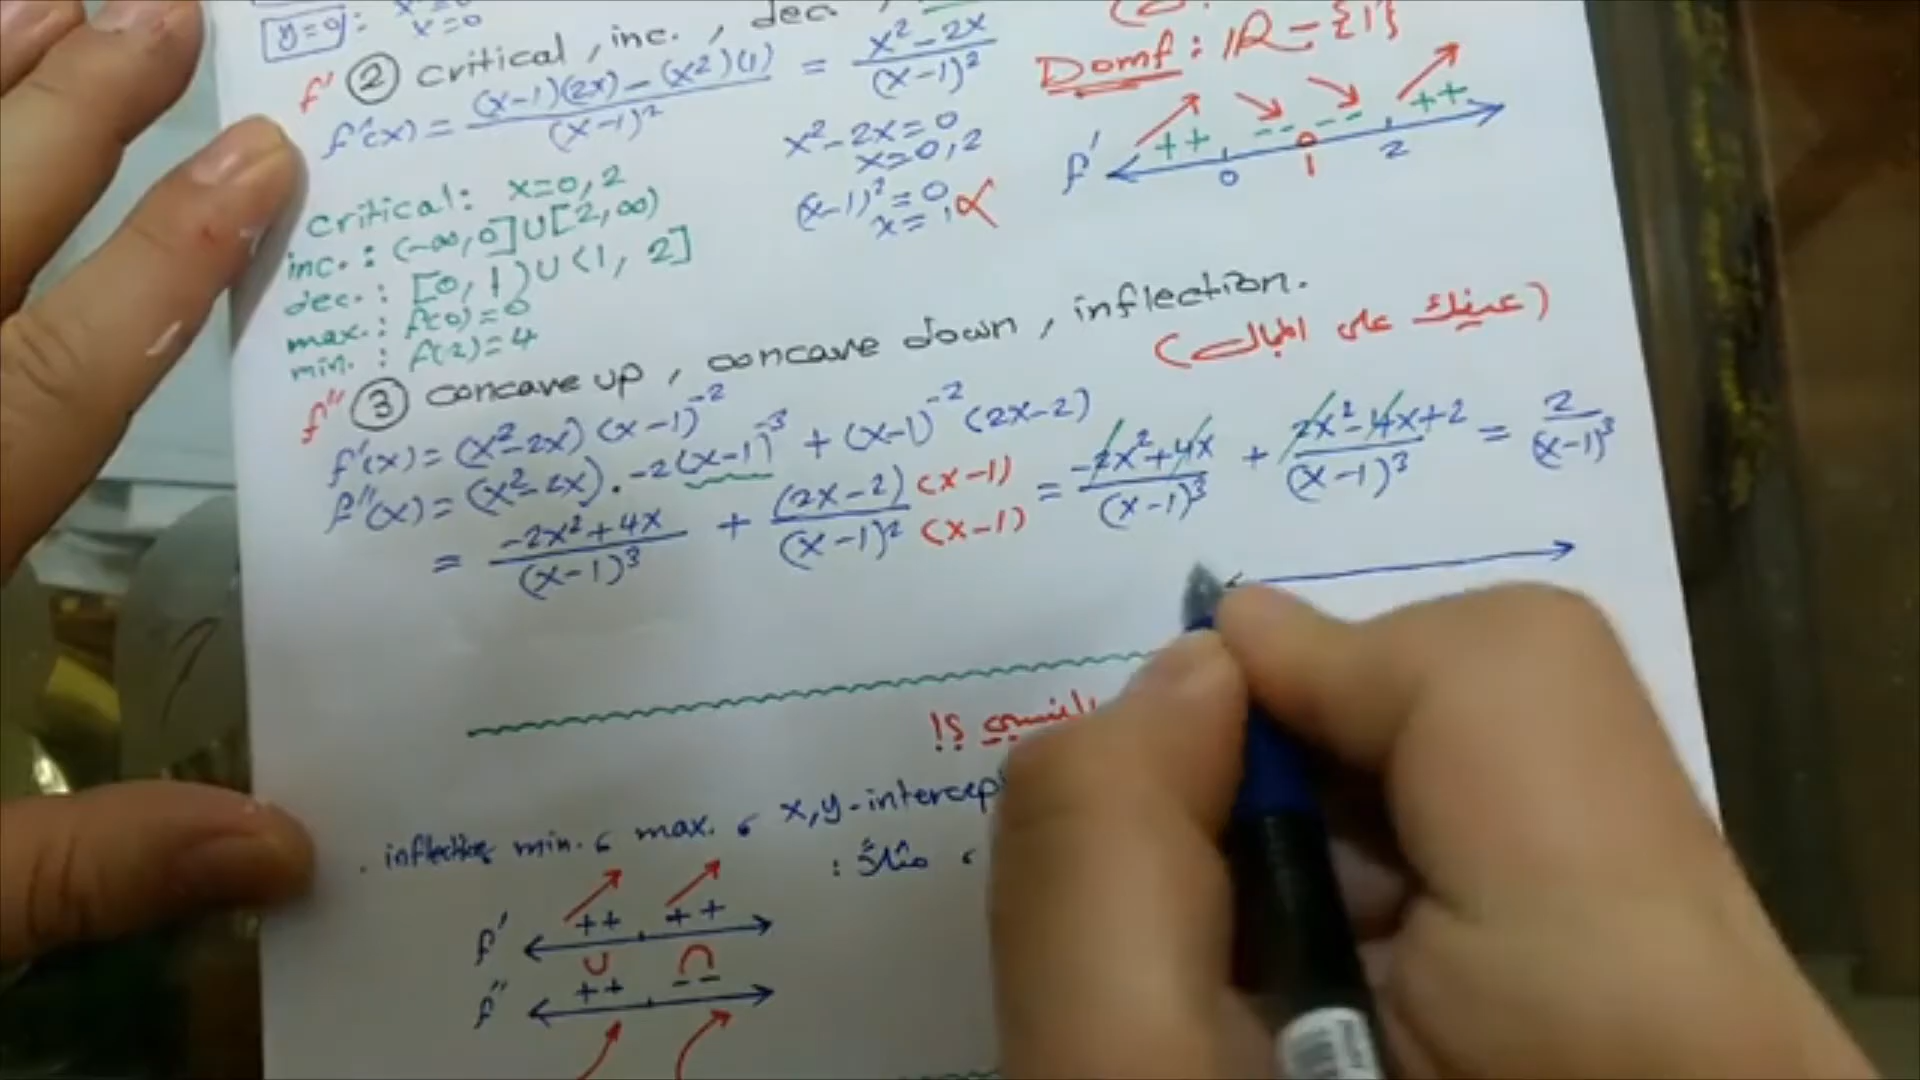 y=0:
x=0
f' ② critical, inc., dec.,
f'(x) = (x-1)(2x)-(x²)(1) / (x-1)² = x²-2x / (x-1)²
Domf: IR-{1}
x²-2x=0
x=0,2
(x-1)²=0
f'
++ -- -- ++
0 1 2
critical: x=0,2
inc.: (-∞,0]∪[2,∞)
dec.: [0,1)∪(1,2]
max.: f(0)=0
min.: f(2)=4
f'' ③ concave up, concave down, inflection.
(عينك على المجال)
f'(x) = (x²-2x)(x-1)⁻²
f''(x) = (x²-2x).-2(x-1)⁻³ + (x-1)⁻²(2x-2)
= -2x²+4x / (x-1)³ + (2x-2)(x-1) / (x-1)²(x-1) = -2x²+4x / (x-1)³ + 2x²-4x+2 / (x-1)³ = 2 / (x-1)³
؟!
x,y-intercep ، max. ، min. inflection .
، مثلاً :
f' ++ ++
∪ ∩
f'' ++ --